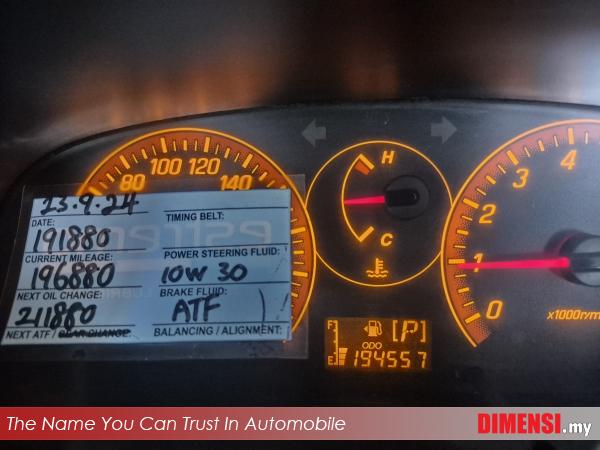 80 100 120 140
H
C
0 1 2 3 4
x1000r/m
F
E
[P]
ODO
194557
23.9.24
DATE:
TIMING BELT:
191880
CURRENT MILEAGE:
POWER STEERING FLUID:
196880
10W 30
NEXT OIL CHANGE:
BRAKE FLUID:
211880
ATF
NEXT ATF / GEAR CHANGE:
BALANCING / ALIGNMENT:
The Name You Can Trust In Automobile
DIMENSI.my